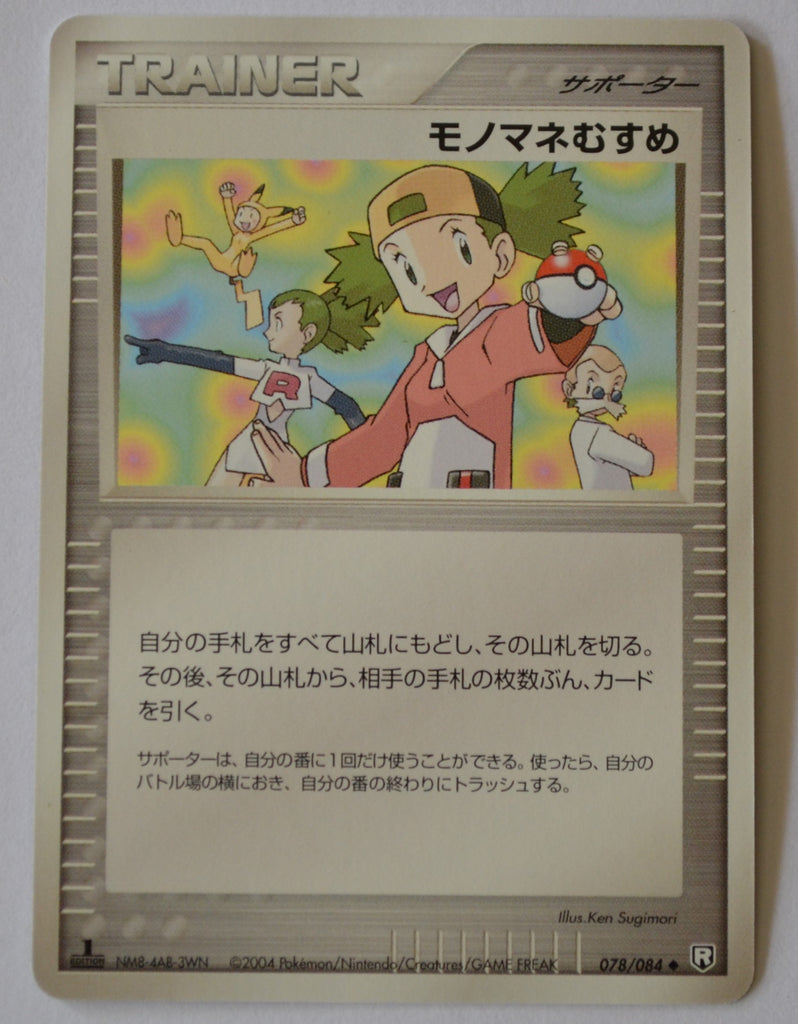 TRAINER
サポーター
モノマネむすめ
R
自分の手札をすべて山札にもどし、その山札を切る。
その後、その山札から、相手の手札の枚数ぶん、カード
を引く。
サポーターは、自分の番に1回だけ使うことができる。使ったら、自分の
バトル場の横におき、自分の番の終わりにトラッシュする。
Illus.Ken Sugimori
1 EDITION NM8-4AB-3WN ©2004 Pokémon/Nintendo/Creatures/GAME FREAK 078/084 ◆ R